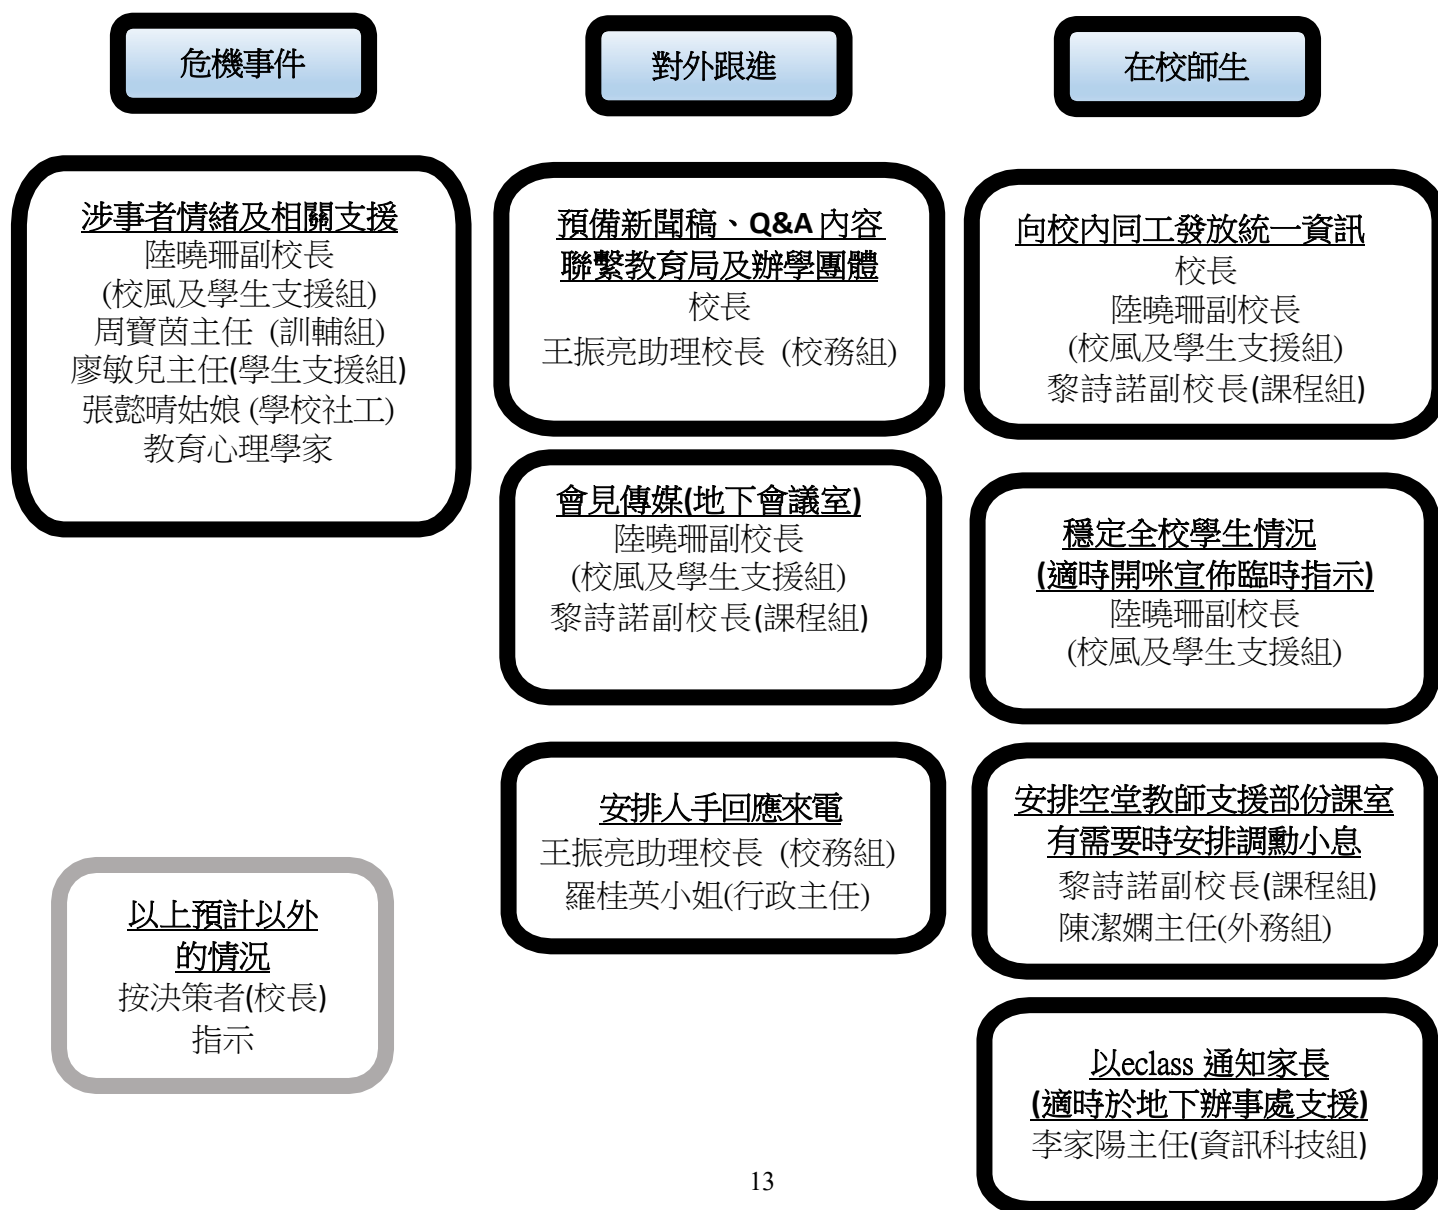 危機事件
涉事者情緒及相關支援
陸曉珊副校長
(校風及學生支援組)
周寶茵主任 (訓輔組)
廖敏兒主任(學生支援組)
張懿晴姑娘 (學校社工)
教育心理學家
以上預計以外
的情況
按決策者(校長)
指示
對外跟進
預備新聞稿、Q&A 內容
聯繫教育局及辦學團體
校長
王振亮助理校長 (校務組)
會見傳媒(地下會議室)
陸曉珊副校長
(校風及學生支援組)
黎詩諾副校長(課程組)
安排人手回應來電
王振亮助理校長 (校務組)
羅桂英小姐(行政主任)
在校師生
向校內同工發放統一資訊
校長
陸曉珊副校長
(校風及學生支援組)
黎詩諾副校長(課程組)
穩定全校學生情況
(適時開咪宣佈臨時指示)
陸曉珊副校長
(校風及學生支援組)
安排空堂教師支援部份課室
有需要時安排調勳小息
黎詩諾副校長(課程組)
陳潔嫻主任(外務組)
以eclass 通知家長
(適時於地下辦事處支援)
李家陽主任(資訊科技組)
13